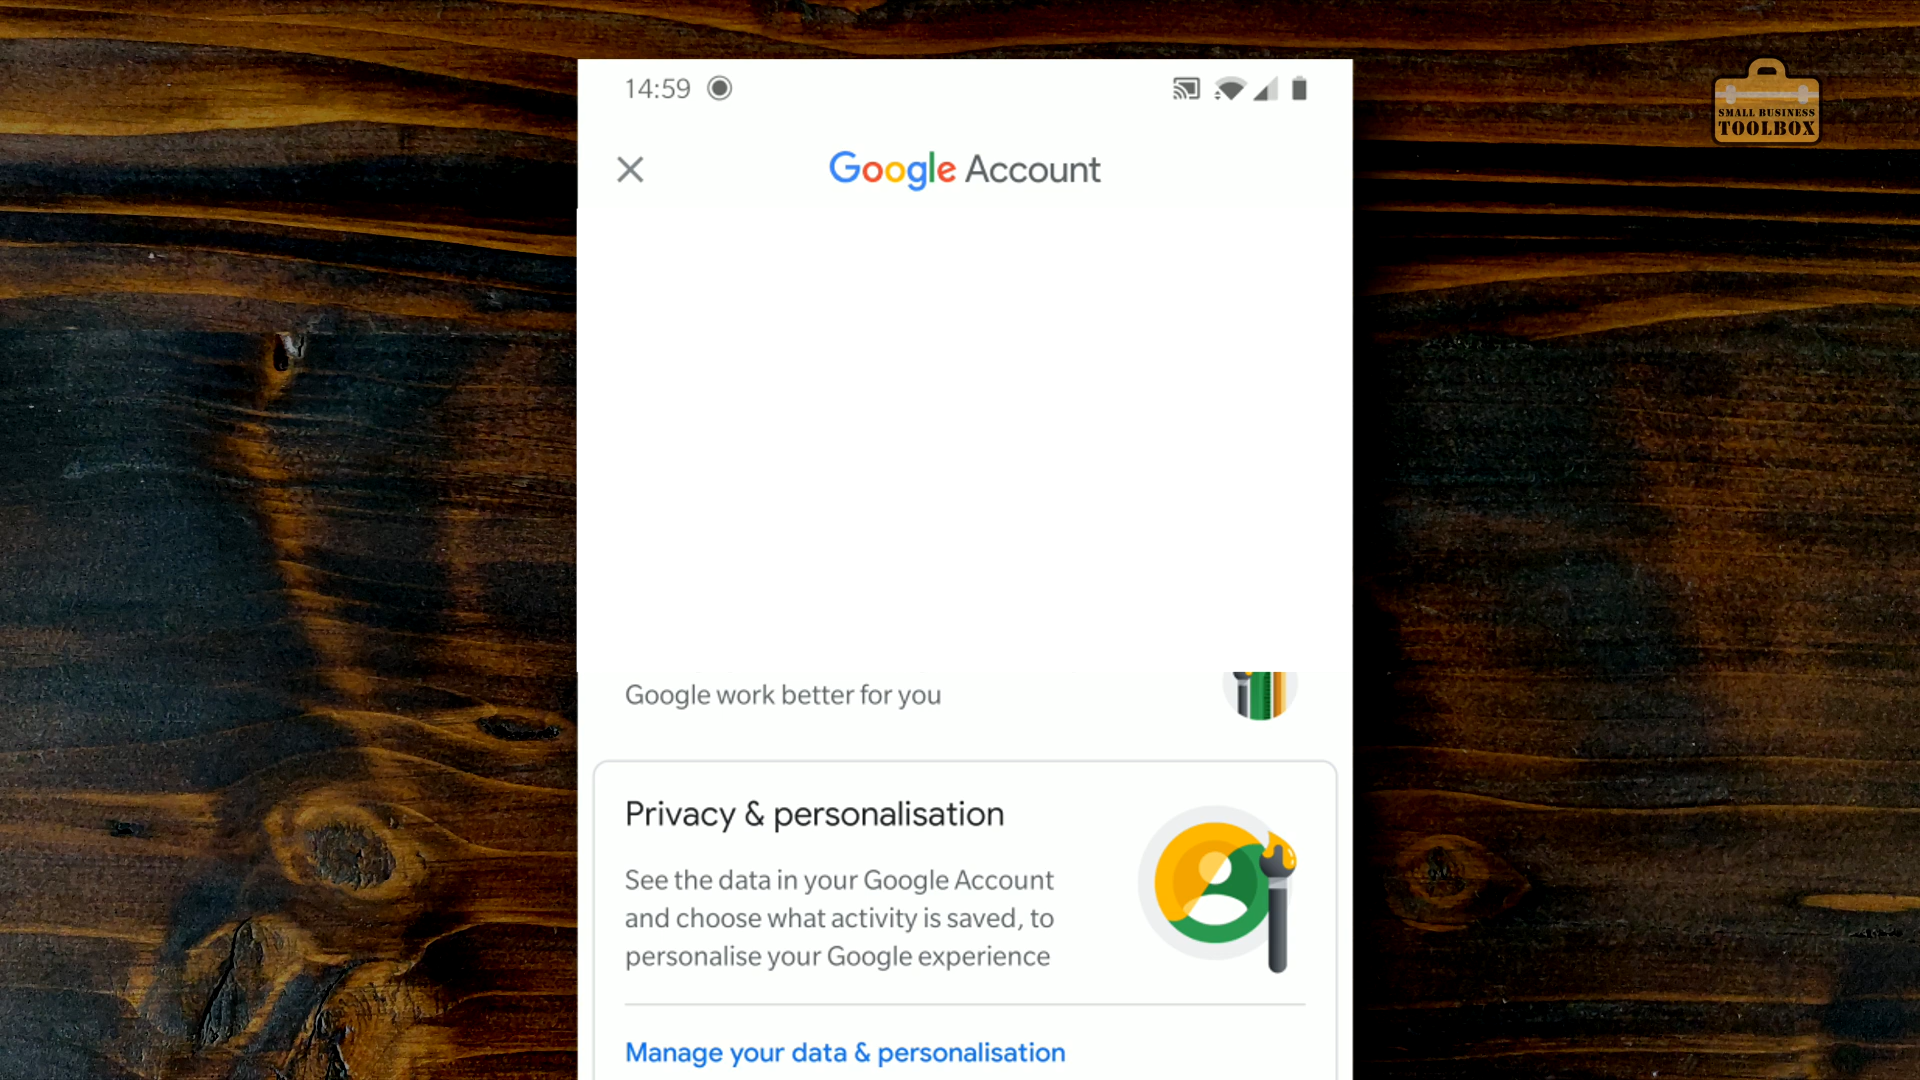 14:59
SMALL BUSINESS
TOOLBOX
Google Account
Google work better for you
Privacy & personalisation
See the data in your Google Account
and choose what activity is saved, to
personalise your Google experience
Manage your data & personalisation